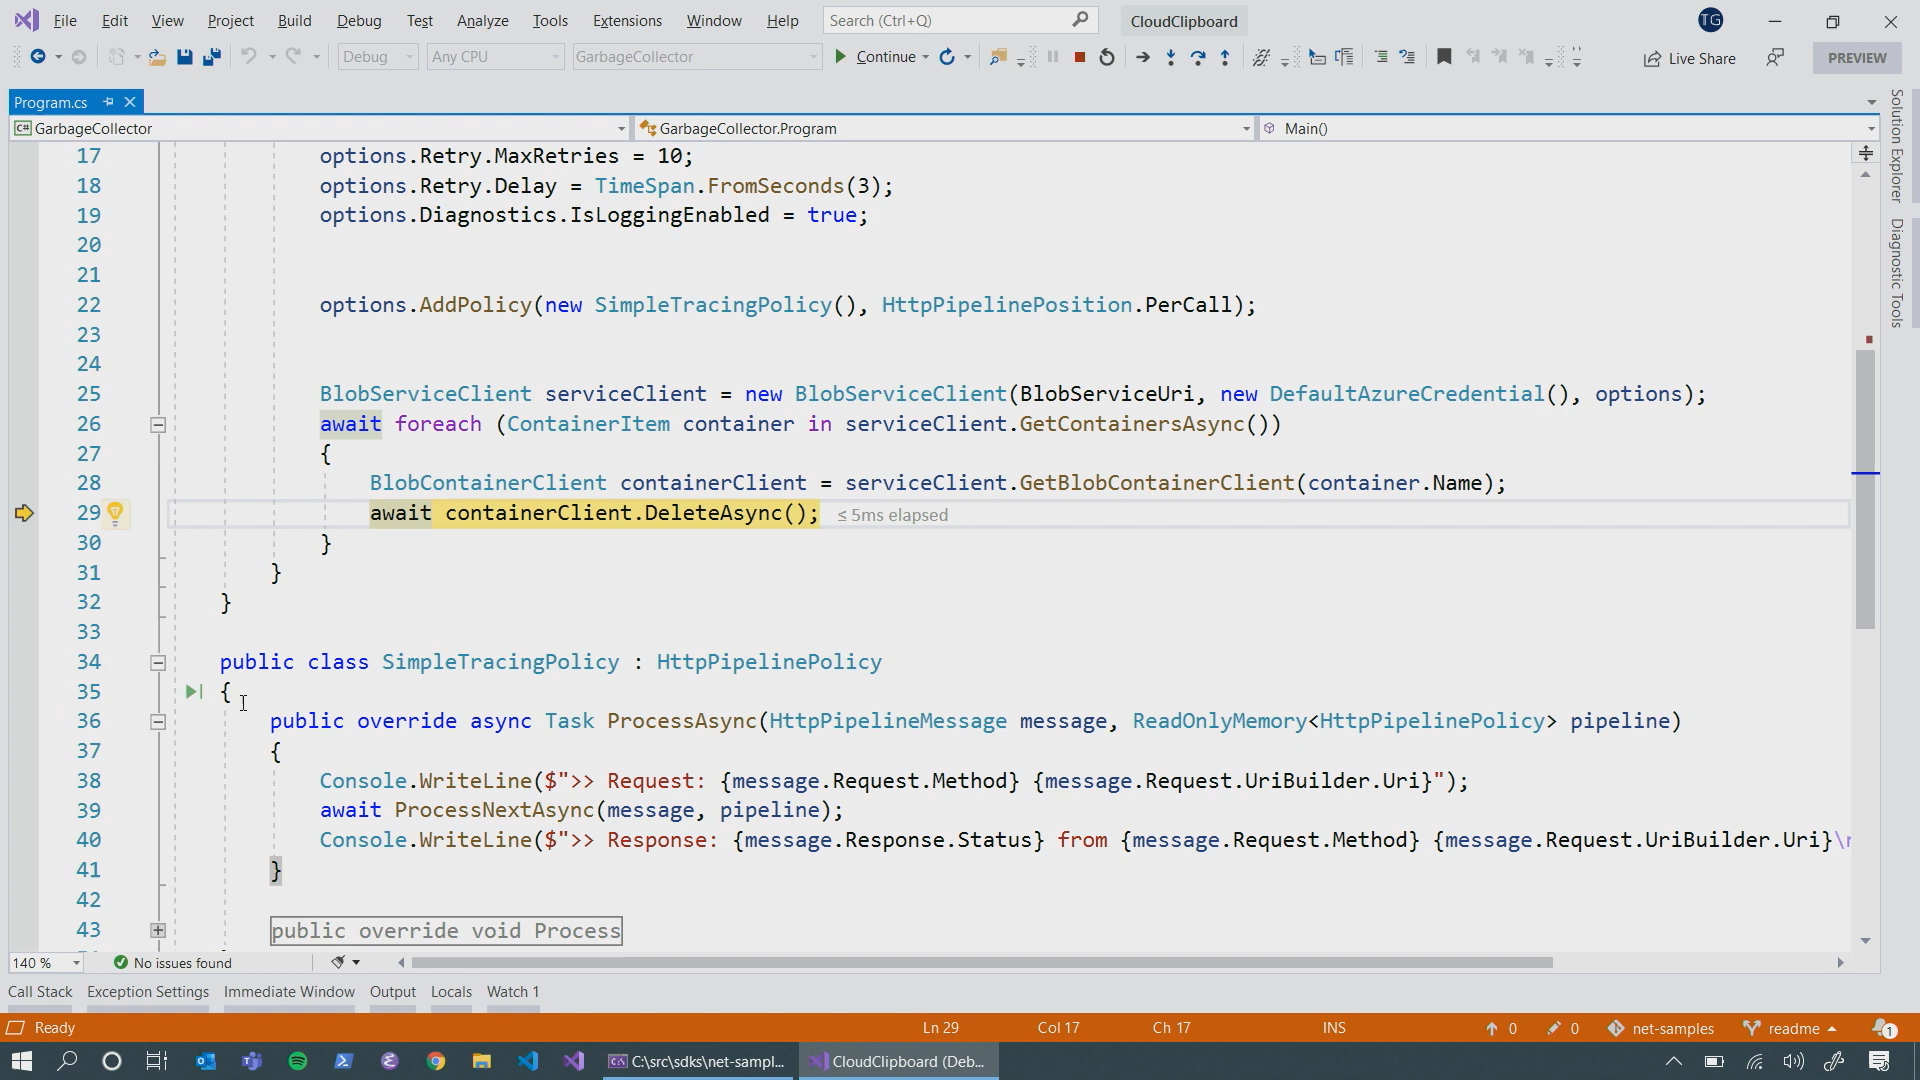 File Edit View Project Build Debug Test Analyze Tools Extensions Window Help Search (Ctrl+Q) CloudClipboard TG
Debug Any CPU GarbageCollector Continue Live Share PREVIEW
Program.cs
C# GarbageCollector GarbageCollector.Program Main()
17 options.Retry.MaxRetries = 10;
18 options.Retry.Delay = TimeSpan.FromSeconds(3);
19 options.Diagnostics.IsLoggingEnabled = true;
20
21
22 options.AddPolicy(new SimpleTracingPolicy(), HttpPipelinePosition.PerCall);
23
24
25 BlobServiceClient serviceClient = new BlobServiceClient(BlobServiceUri, new DefaultAzureCredential(), options);
26 await foreach (ContainerItem container in serviceClient.GetContainersAsync())
27 {
28 BlobContainerClient containerClient = serviceClient.GetBlobContainerClient(container.Name);
29 await containerClient.DeleteAsync(); ≤ 5ms elapsed
30 }
31 }
32 }
33
34 public class SimpleTracingPolicy : HttpPipelinePolicy
35 {
36 public override async Task ProcessAsync(HttpPipelineMessage message, ReadOnlyMemory<HttpPipelinePolicy> pipeline)
37 {
38 Console.WriteLine($">> Request: {message.Request.Method} {message.Request.UriBuilder.Uri}");
39 await ProcessNextAsync(message, pipeline);
40 Console.WriteLine($">> Response: {message.Response.Status} from {message.Request.Method} {message.Request.UriBuilder.Uri}\
41 }
42
43 public override void Process
Solution Explorer
Diagnostic Tools
140 % No issues found
Call Stack Exception Settings Immediate Window Output Locals Watch 1
Ready Ln 29 Col 17 Ch 17 INS 0 0 net-samples readme 1
C:\src\sdks\net-sampl... CloudClipboard (Deb...